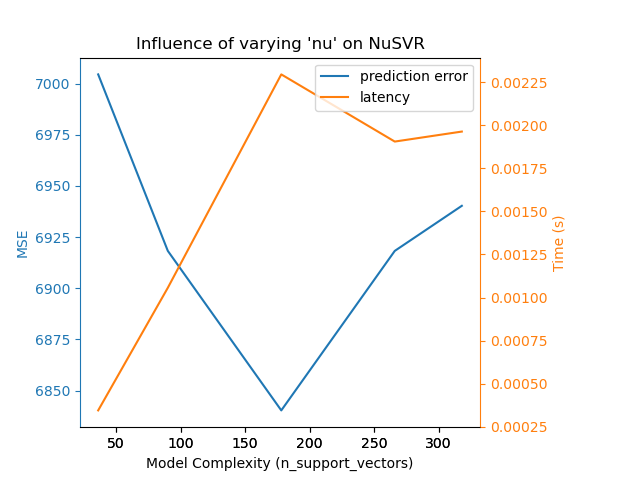 Influence of varying 'nu' on NuSVR
prediction error
latency
MSE
7000
6975
6950
6925
6900
6875
6850
0.00225
0.00200
0.00175
0.00150
0.00125
0.00100
0.00075
0.00050
0.00025
Time (s)
50 100 150 200 250 300
Model Complexity (n_support_vectors)